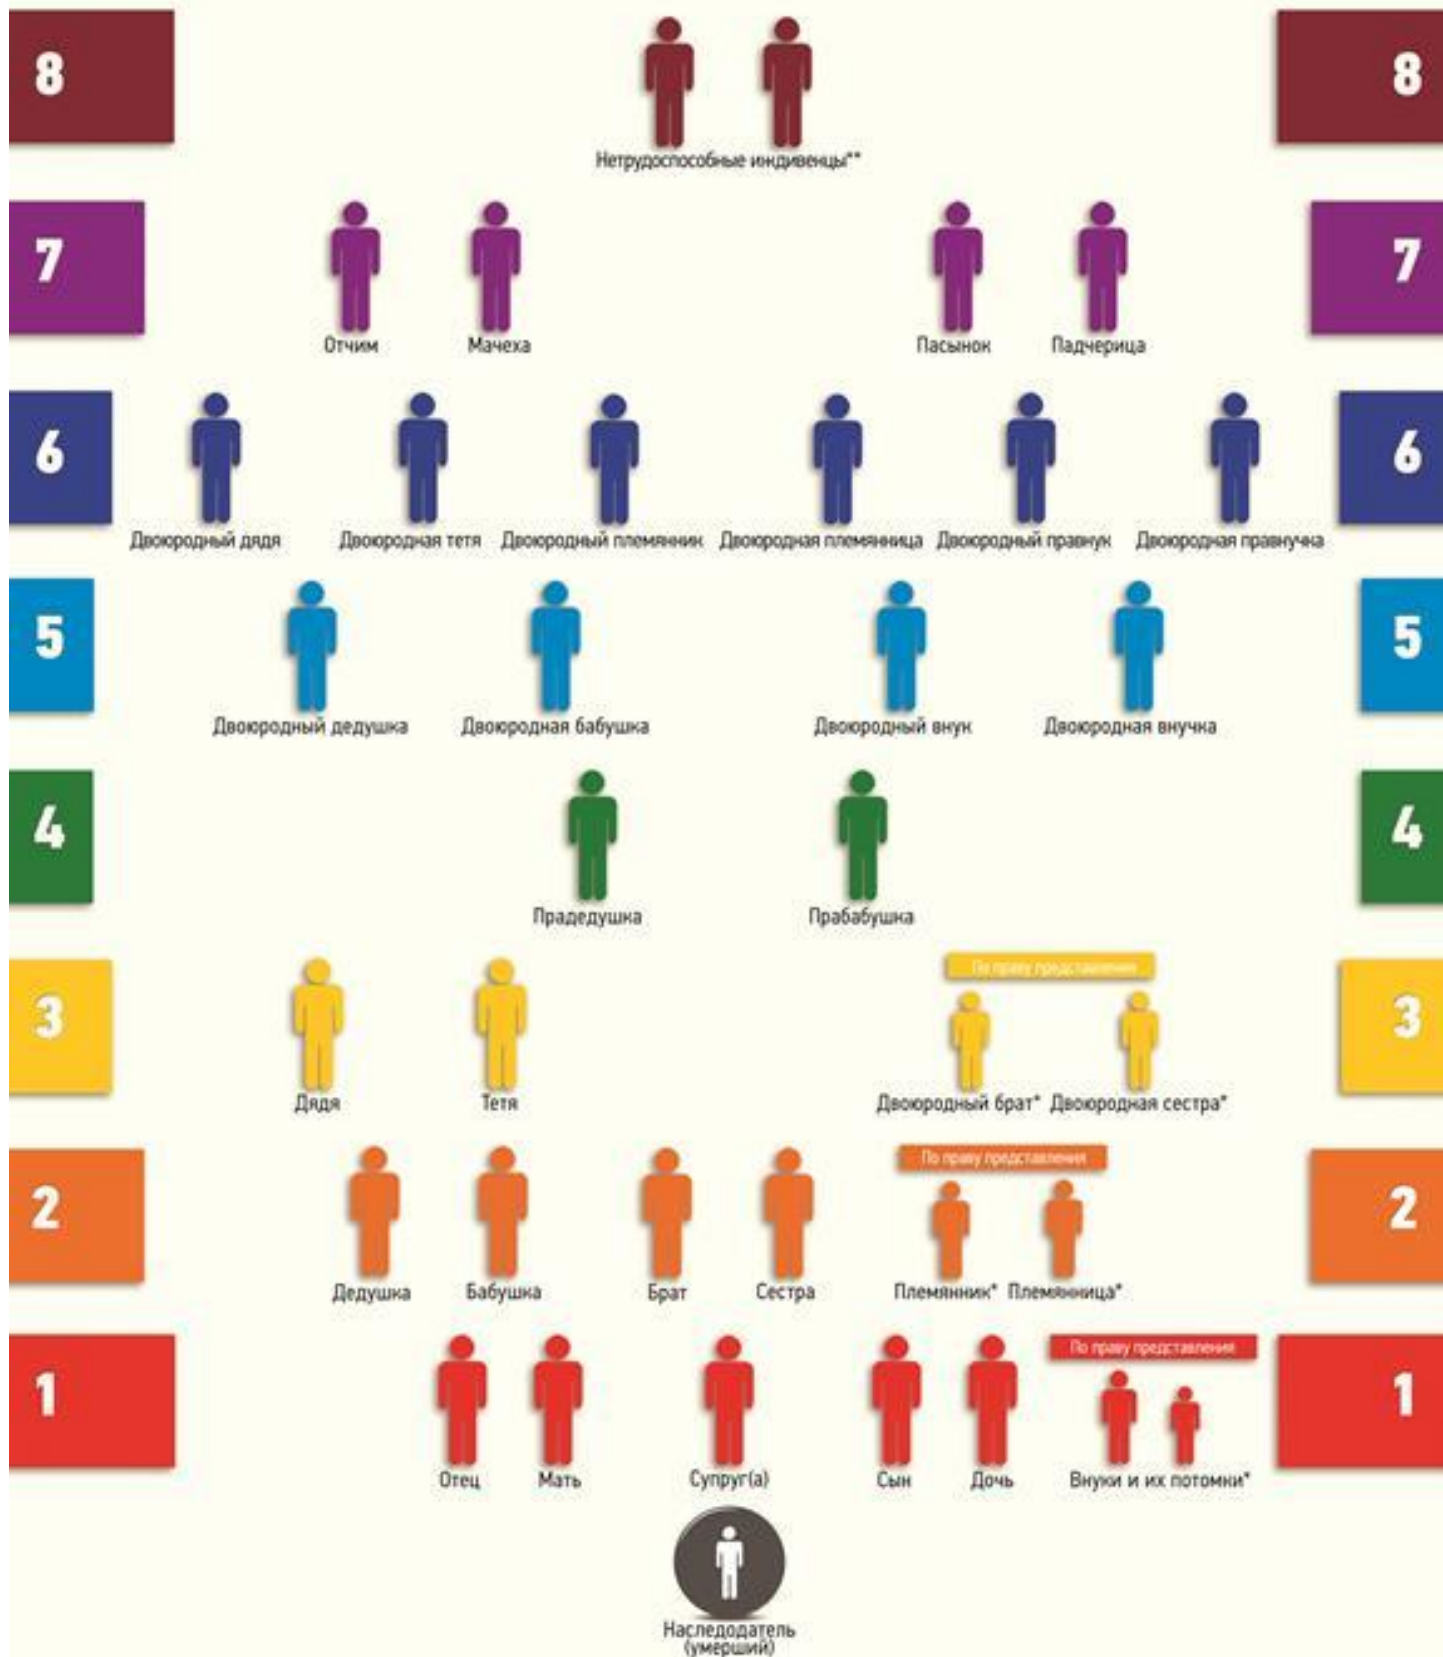 8 8
Нетрудоспособные иждивенцы**
7 7
Отчим Мачеха Пасынок Падчерица
6 6
Двоюродный дядя Двоюродная тетя Двоюродный племянник Двоюродная племянница Двоюродный правнук Двоюродная правнучка
5 5
Двоюродный дедушка Двоюродная бабушка Двоюродный внук Двоюродная внучка
4 4
Прадедушка Прабабушка
По праву представления
3 3
Дядя Тетя Двоюродный брат* Двоюродная сестра*
По праву представления
2 2
Дедушка Бабушка Брат Сестра Племянник* Племянница*
По праву представления
1 1
Отец Мать Супруг(а) Сын Дочь Внуки и их потомки*
Наследодатель
(умерший)